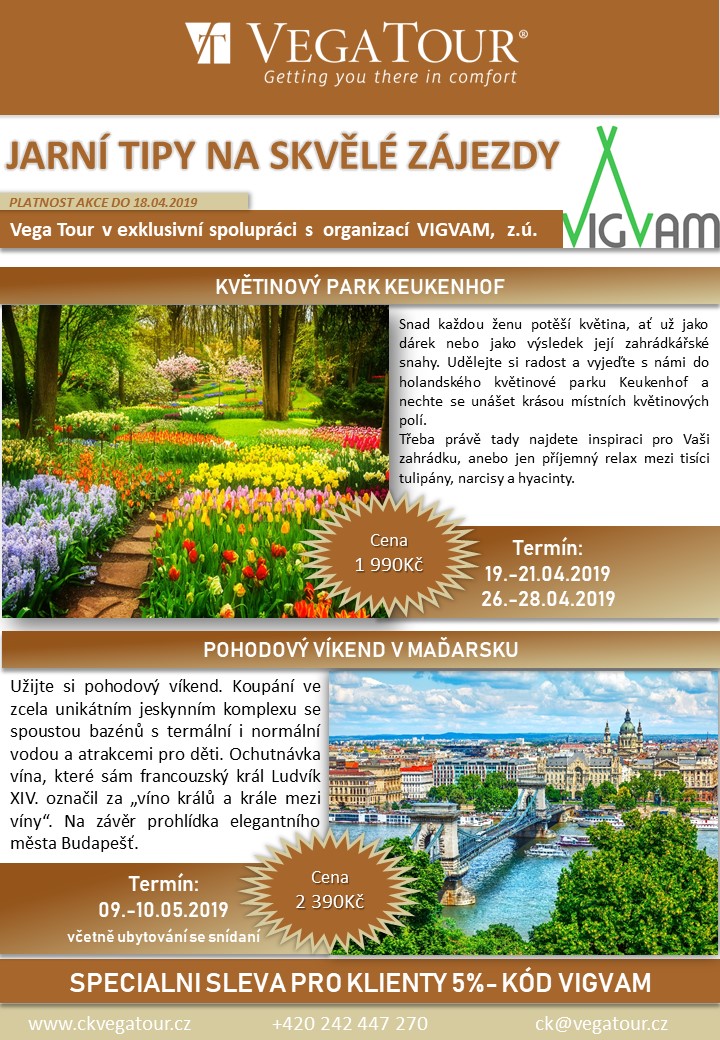 VEGATOUR®
Getting you there in comfort
JARNÍ TIPY NA SKVĚLÉ ZÁJEZDY
PLATNOST AKCE DO 18.04.2019
Vega Tour v exklusivní spolupráci s organizací VIGVAM, z.ú.
VIGVAM
KVĚTINOVÝ PARK KEUKENHOF
Snad každou ženu potěší květina, ať už jako
dárek nebo jako výsledek její zahrádkářské
snahy. Udělejte si radost a vyjeďte s námi do
holandského květinové parku Keukenhof a
nechte se unášet krásou místních květinových
polí.
Třeba právě tady najdete inspiraci pro Vaši
zahrádku, anebo jen příjemný relax mezi tisíci
tulipány, narcisy a hyacinty.
Cena
1 990Kč
Termín:
19.-21.04.2019
26.-28.04.2019
POHODOVÝ VÍKEND V MAĎARSKU
Užijte si pohodový víkend. Koupání ve
zcela unikátním jeskynním komplexu se
spoustou bazénů s termální i normální
vodou a atrakcemi pro děti. Ochutnávka
vína, které sám francouzský král Ludvík
XIV. označil za „víno králů a krále mezi
víny“. Na závěr prohlídka elegantního
města Budapešť.
Cena
2 390Kč
Termín:
09.-10.05.2019
včetně ubytování se snídaní
SPECIALNI SLEVA PRO KLIENTY 5%- KÓD VIGVAM
www.ckvegatour.cz +420 242 447 270 ck@vegatour.cz